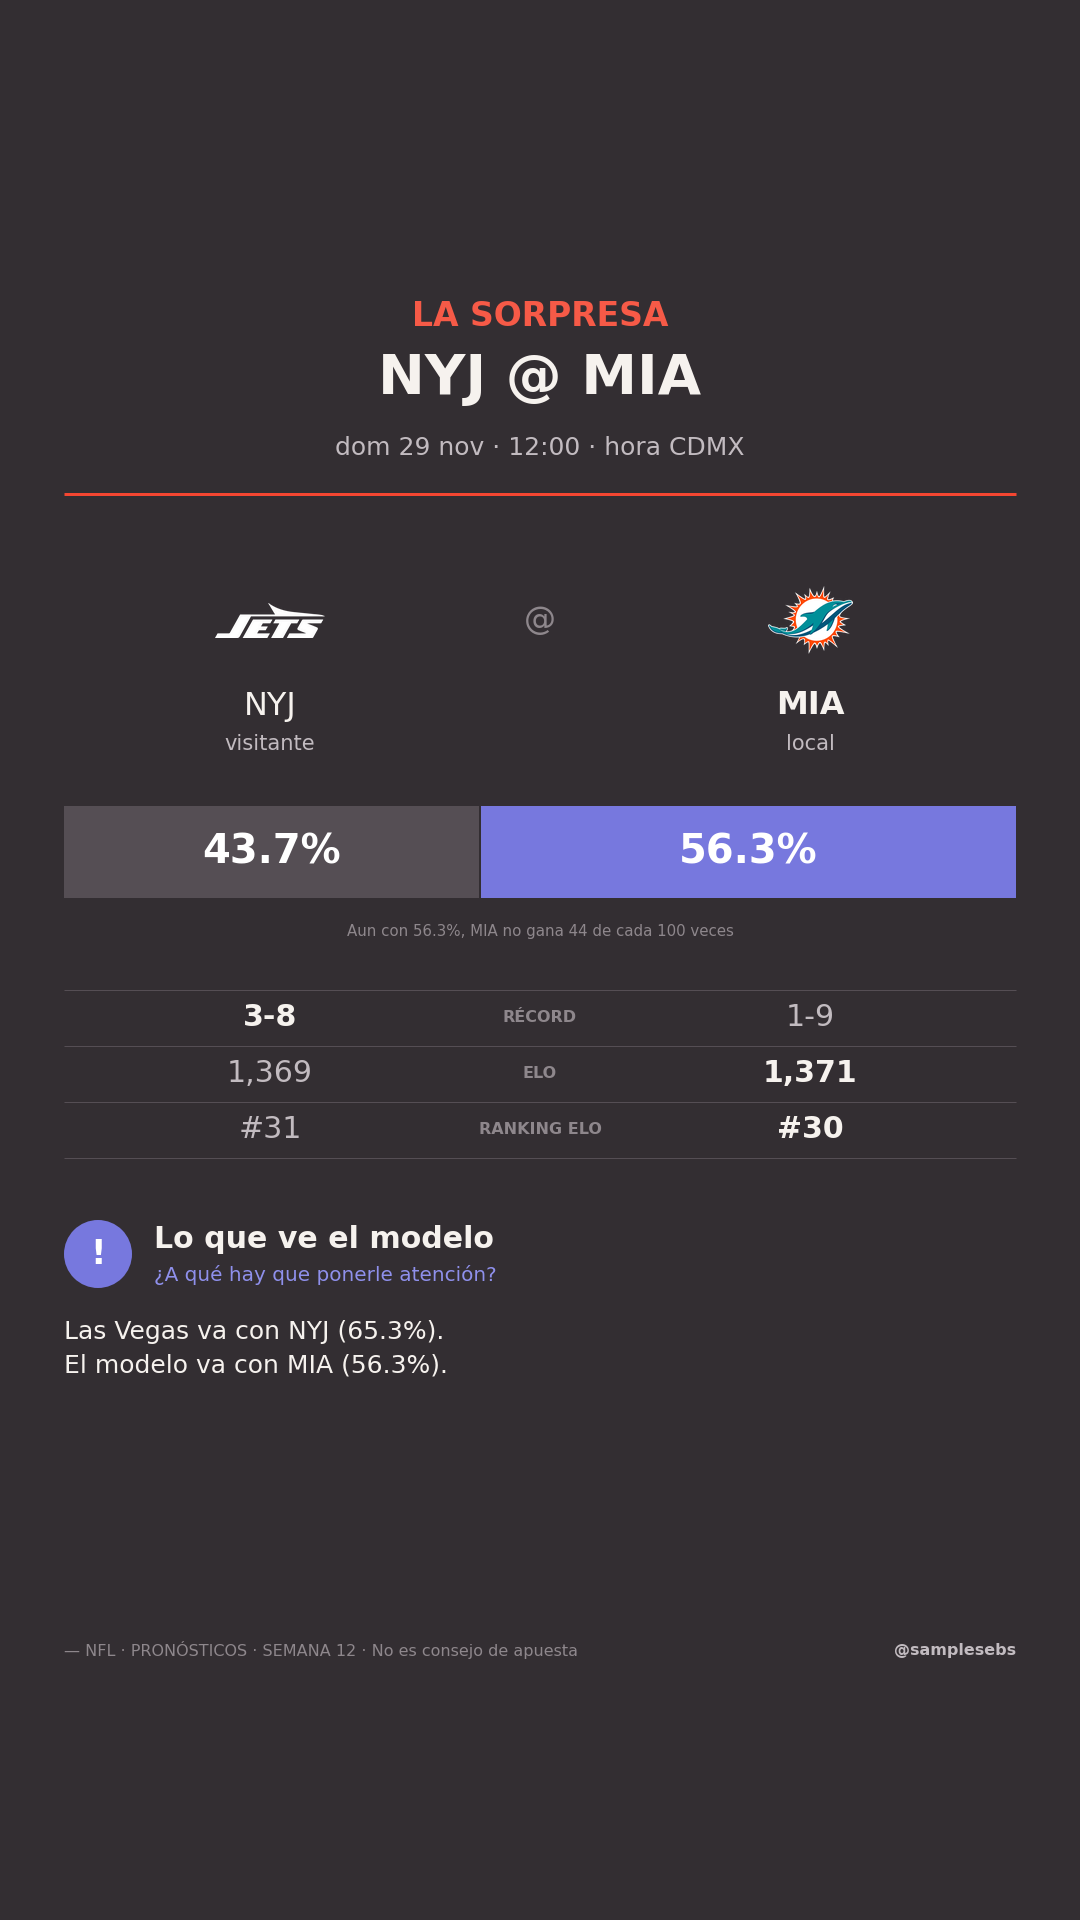 LA SORPRESA
NYJ @ MIA
dom 29 nov · 12:00 · hora CDMX
JETS
@
NYJ
MIA
visitante
local
43.7%
56.3%
Aun con 56.3%, MIA no gana 44 de cada 100 veces
3-8 RÉCORD 1-9
1,369 ELO 1,371
#31 RANKING ELO #30
!
Lo que ve el modelo
¿A qué hay que ponerle atención?
Las Vegas va con NYJ (65.3%).
El modelo va con MIA (56.3%).
— NFL · PRONÓSTICOS · SEMANA 12 · No es consejo de apuesta
@samplesebs